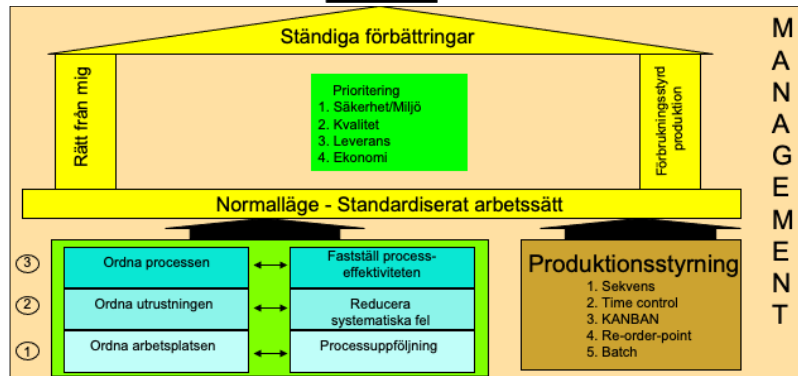 Ständiga förbättringar
Rätt från mig
Prioritering
1. Säkerhet/Miljö
2. Kvalitet
3. Leverans
4. Ekonomi
Förbrukningsstyrd
produktion
Normalläge - Standardiserat arbetssätt
3
Ordna processen
Fastställ process-
effektiviteten
2
Ordna utrustningen
Reducera
systematiska fel
1
Ordna arbetsplatsen
Processuppföljning
Produktionsstyrning
1. Sekvens
2. Time control
3. KANBAN
4. Re-order-point
5. Batch
MANAGEMENT